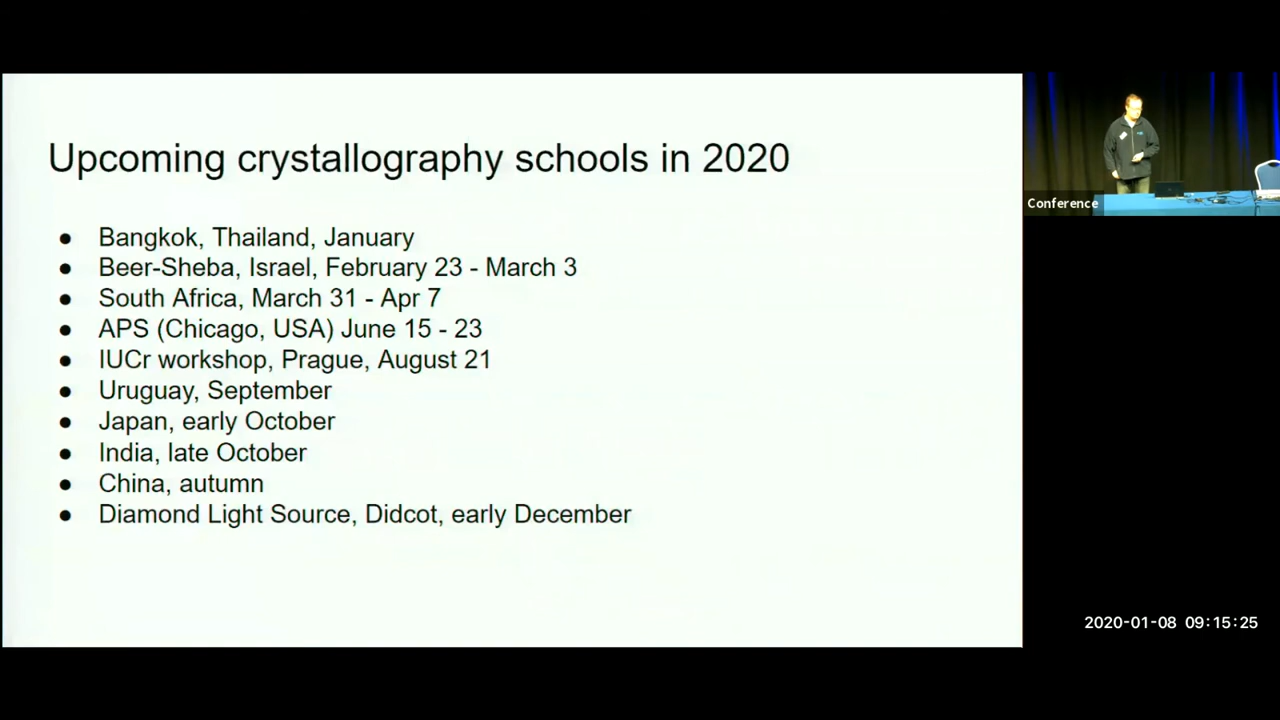 Upcoming crystallography schools in 2020
● Bangkok, Thailand, January
● Beer-Sheba, Israel, February 23 - March 3
● South Africa, March 31 - Apr 7
● APS (Chicago, USA) June 15 - 23
● IUCr workshop, Prague, August 21
● Uruguay, September
● Japan, early October
● India, late October
● China, autumn
● Diamond Light Source, Didcot, early December
Conference
2020-01-08 09:15:25